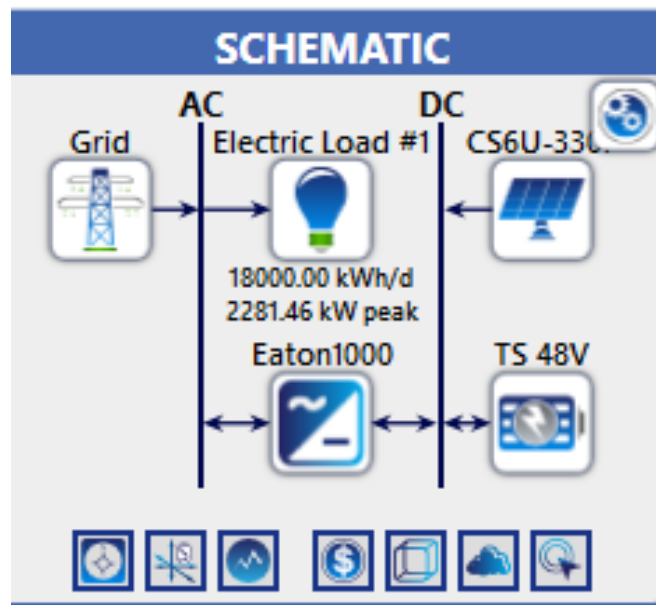 SCHEMATIC
AC DC
Grid Electric Load #1
18000.00 kWh/d
2281.46 kW peak
Eaton1000 TS 48V